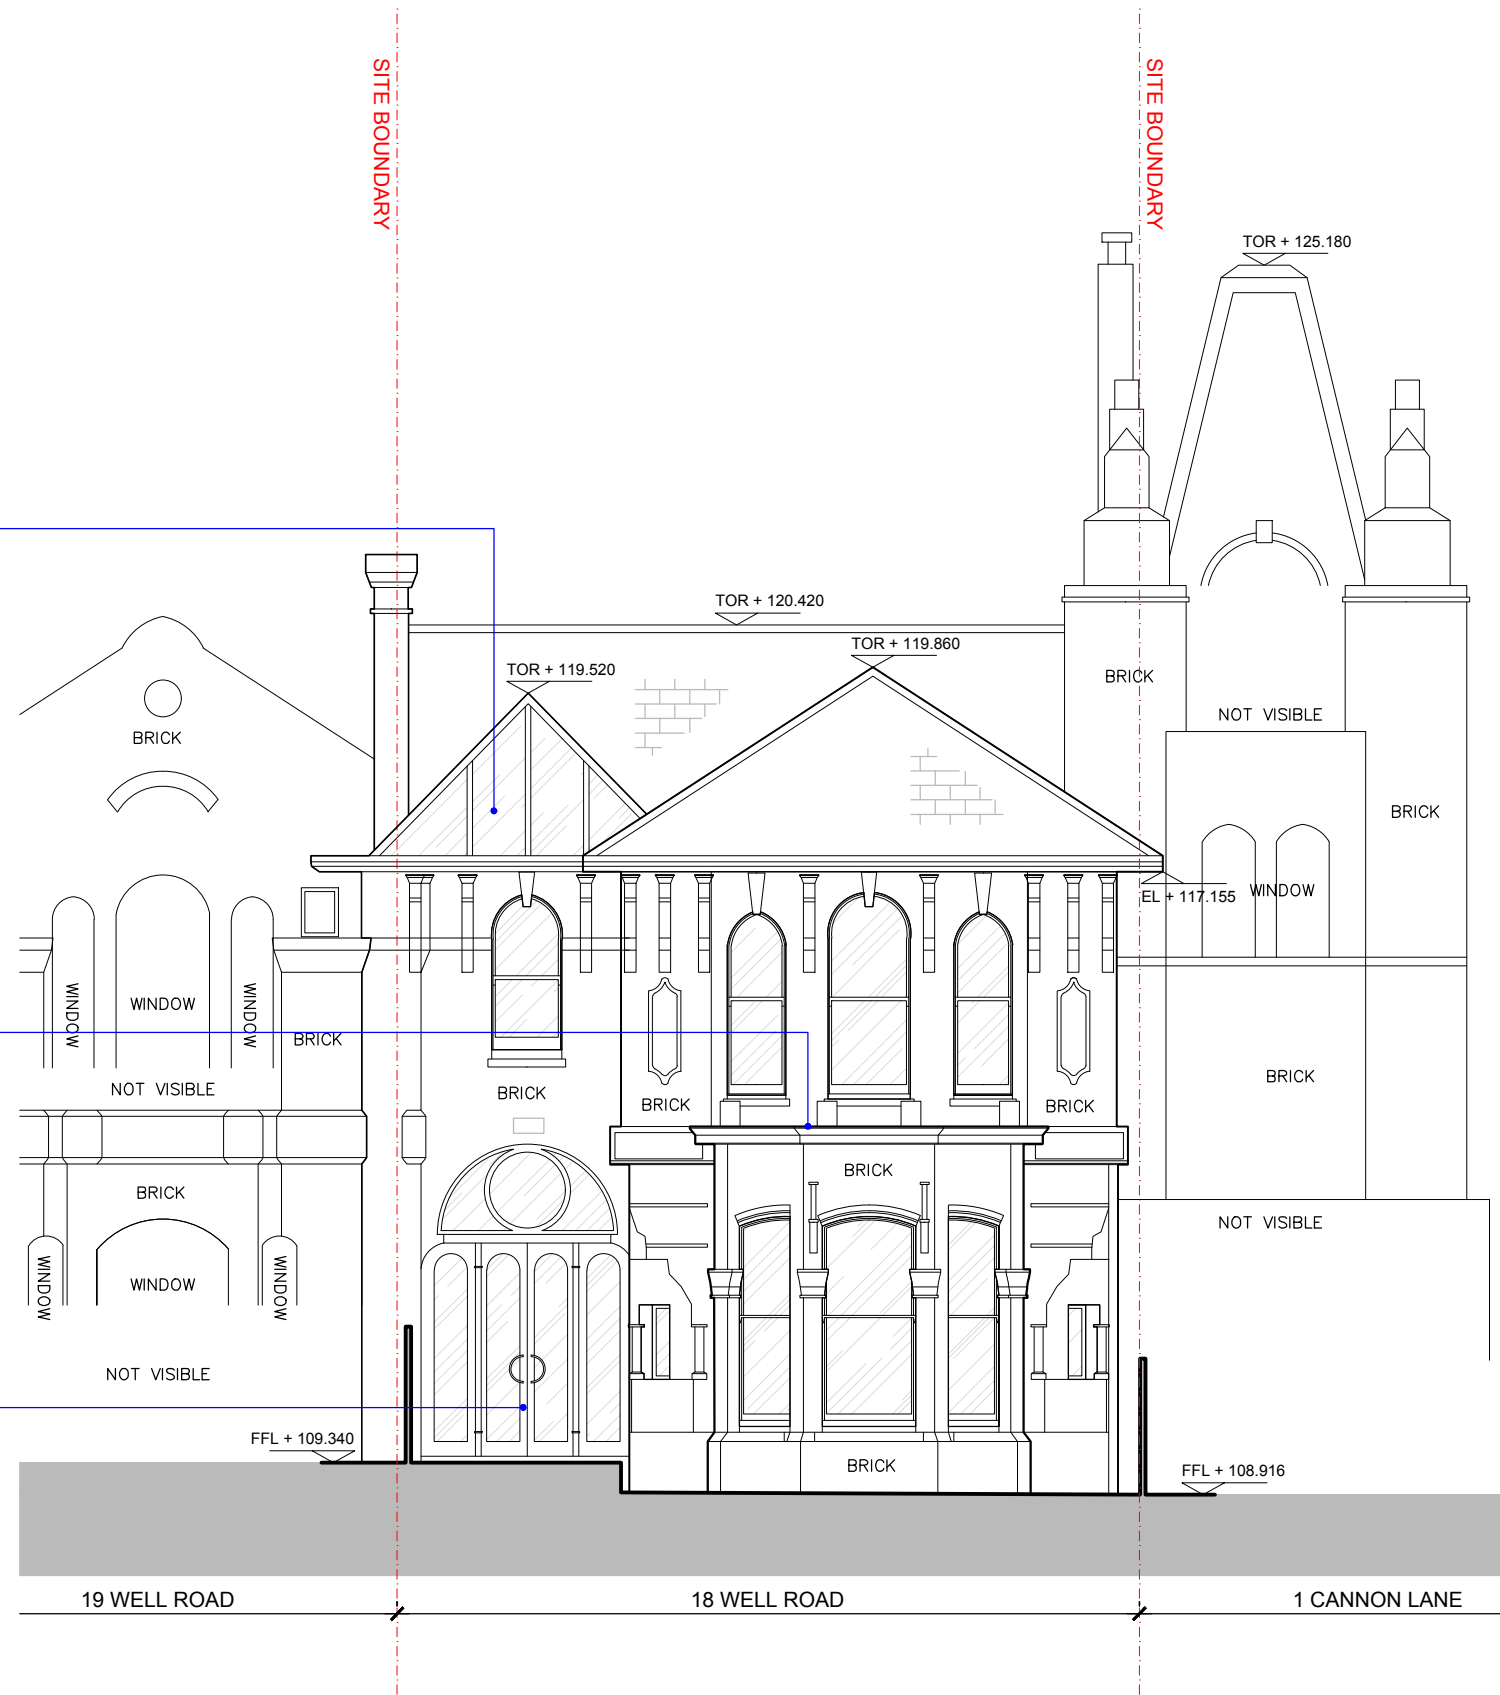 SITE BOUNDARY
SITE BOUNDARY
TOR + 125.180
TOR + 120.420
TOR + 119.860
TOR + 119.520
BRICK
NOT VISIBLE
BRICK
BRICK
WINDOW
EL + 117.155
WINDOW
WINDOW
WINDOW
BRICK
BRICK
NOT VISIBLE
BRICK
BRICK
BRICK
BRICK
BRICK
NOT VISIBLE
WINDOW
WINDOW
WINDOW
NOT VISIBLE
FFL + 109.340
BRICK
FFL + 108.916
19 WELL ROAD
18 WELL ROAD
1 CANNON LANE